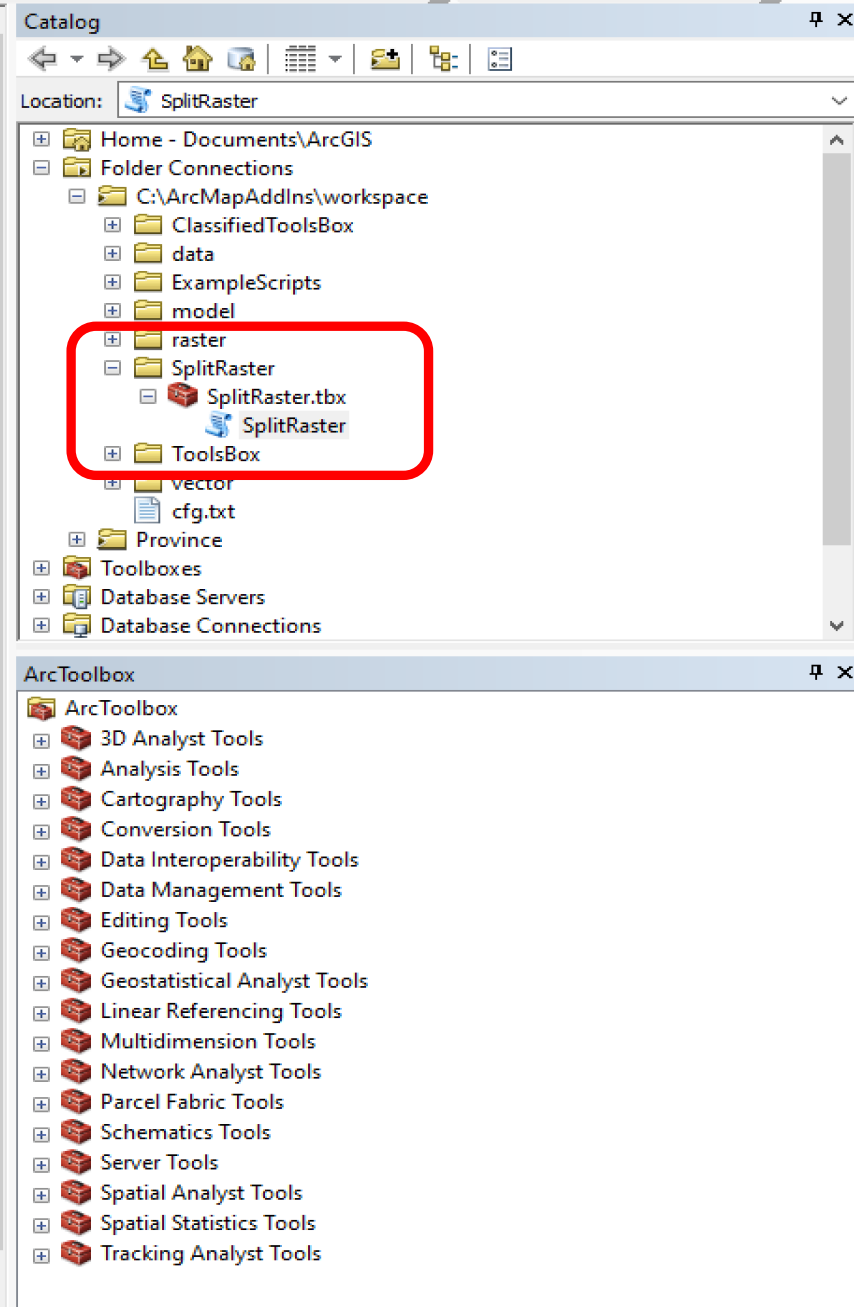 Catalog
Location: SplitRaster
Home - Documents\ArcGIS
Folder Connections
C:\ArcMapAddIns\workspace
ClassifiedToolsBox
data
ExampleScripts
model
raster
SplitRaster
SplitRaster.tbx
SplitRaster
ToolsBox
vector
cfg.txt
Province
Toolboxes
Database Servers
Database Connections
ArcToolbox
ArcToolbox
3D Analyst Tools
Analysis Tools
Cartography Tools
Conversion Tools
Data Interoperability Tools
Data Management Tools
Editing Tools
Geocoding Tools
Geostatistical Analyst Tools
Linear Referencing Tools
Multidimension Tools
Network Analyst Tools
Parcel Fabric Tools
Schematics Tools
Server Tools
Spatial Analyst Tools
Spatial Statistics Tools
Tracking Analyst Tools